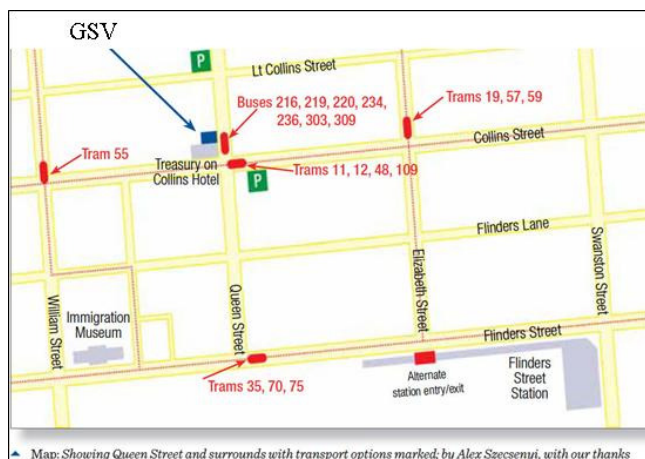 GSV
P
Lt Collins Street
Buses 216, 219, 220, 234,
236, 303, 309
Trams 19, 57, 59
Collins Street
Tram 55
Treasury on
Collins Hotel
Trams 11, 12, 48, 109
P
Flinders Lane
William Street
Queen Street
Elizabeth Street
Swanston Street
Immigration
Museum
Flinders Street
Trams 35, 70, 75
Alternate
station entry/exit
Flinders
Street
Station
Map: Showing Queen Street and surrounds with transport options marked; by Alex Szecsenyi, with our thanks